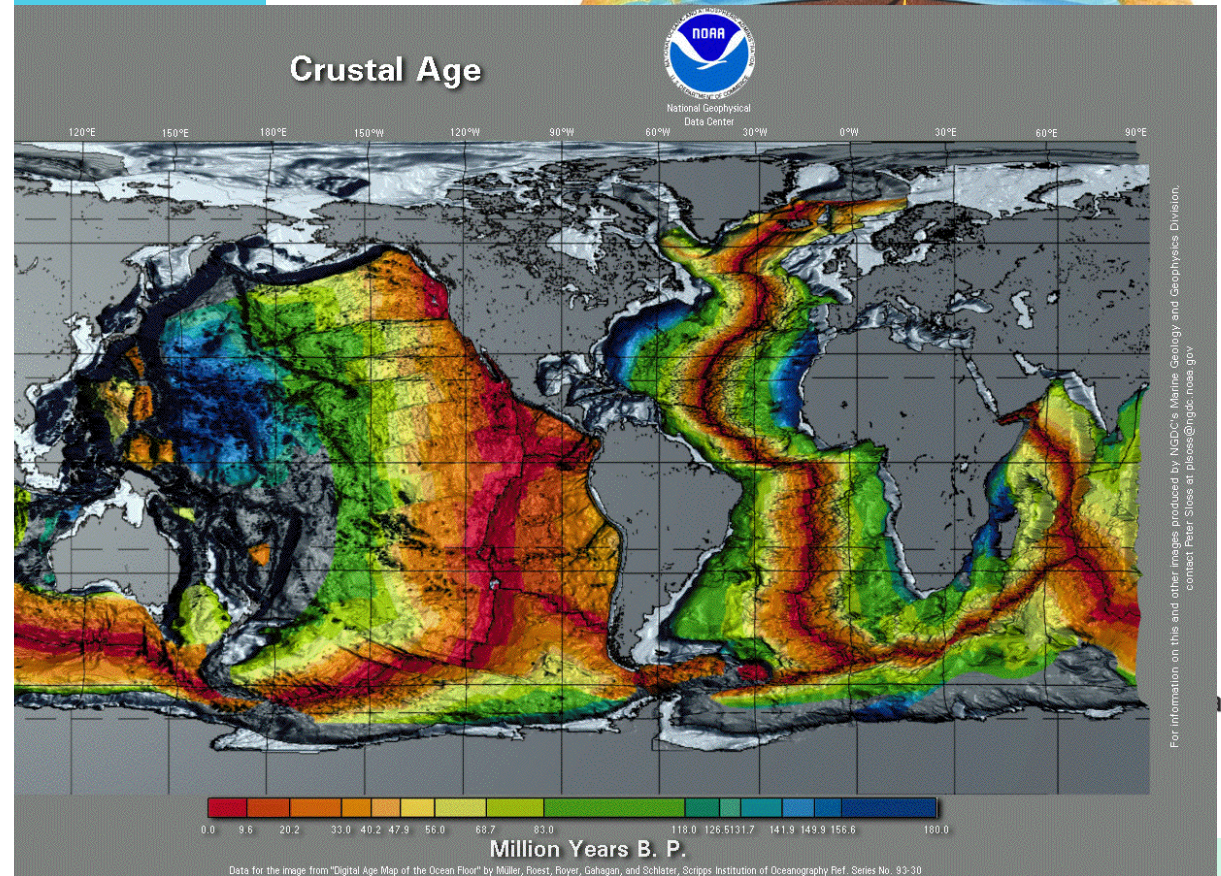 Crustal Age
NOAA
National Geophysical
Data Center
120°E 150°E 180°E 150°W 120°W 90°W 60°W 30°W 0°W 30°E 60°E 90°E
For information on this and other images produced by NGDC's Marine Geology and Geophysics Division,
contact Peter Sloss at plsoss@ngdc.noaa.gov
0.0 9.6 20.2 33.0 40.2 47.9 56.0 68.7 83.0 118.0 126.5 131.7 141.9 149.9 156.6 180.0
Million Years B. P.
Data for the image from "Digital Age Map of the Ocean Floor" by Müller, Roest, Royer, Gahagan, and Schlater, Scripps Institution of Oceanography Ref. Series No. 93-30